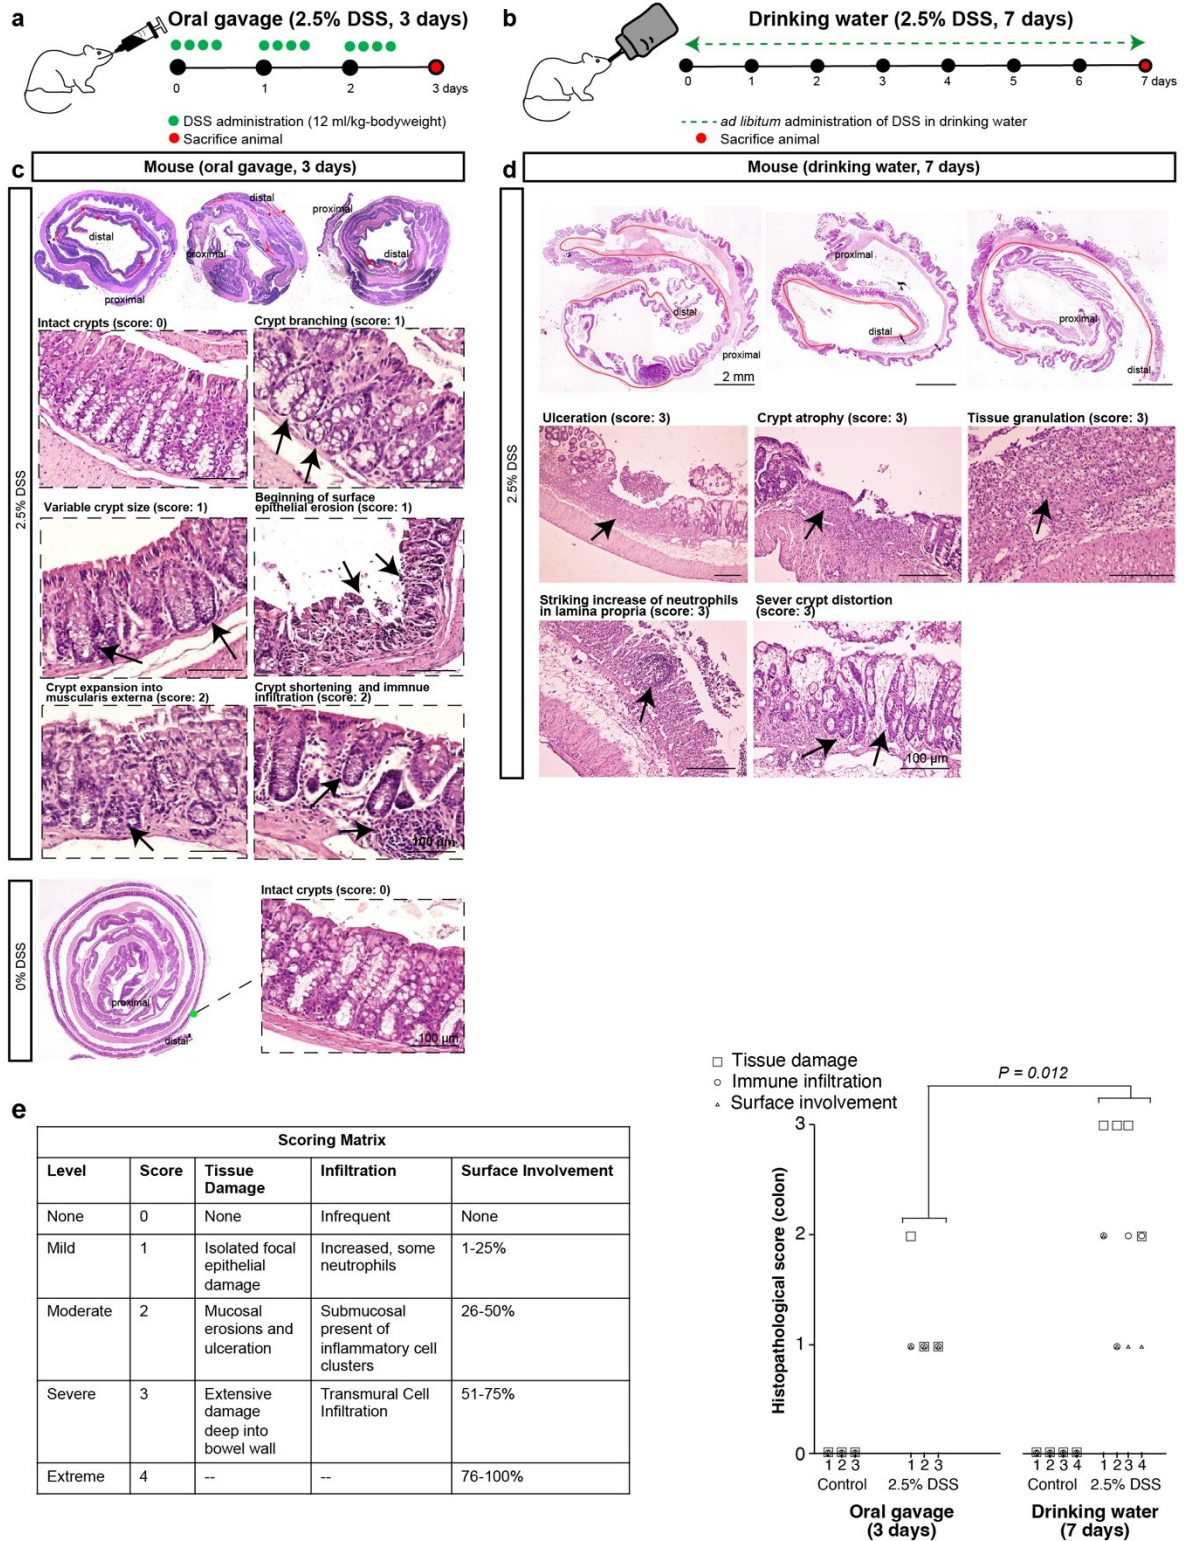 a
Oral gavage (2.5% DSS, 3 days)
0
1
2
3 days
DSS administration (12 ml/kg-bodyweight)
Sacrifice animal
b
Drinking water (2.5% DSS, 7 days)
0
1
2
3
4
5
6
7 days
ad libitum administration of DSS in drinking water
Sacrifice animal
c
Mouse (oral gavage, 3 days)
2.5% DSS
distal
proximal
distal
proximal
proximal
distal
Intact crypts (score: 0)
Crypt branching (score: 1)
Variable crypt size (score: 1)
Beginning of surface
epithelial erosion (score: 1)
Crypt expansion into
muscularis externa (score: 2)
Crypt shortening and immnue
infiltration (score: 2)
100 µm
0% DSS
proximal
distal
Intact crypts (score: 0)
100 µm
d
Mouse (drinking water, 7 days)
2.5% DSS
distal
proximal
2 mm
proximal
distal
proximal
distal
Ulceration (score: 3)
Crypt atrophy (score: 3)
Tissue granulation (score: 3)
Striking increase of neutrophils
in lamina propria (score: 3)
Sever crypt distortion
(score: 3)
100 µm
e
Scoring Matrix
Level
Score
Tissue
Damage
Infiltration
Surface Involvement
None
0
None
Infrequent
None
Mild
1
Isolated focal
epithelial
damage
Increased, some
neutrophils
1-25%
Moderate
2
Mucosal
erosions and
ulceration
Submucosal
present of
inflammatory cell
clusters
26-50%
Severe
3
Extensive
damage
deep into
bowel wall
Transmural Cell
Infiltration
51-75%
Extreme
4
--
--
76-100%
Tissue damage
Immune infiltration
Surface involvement
P = 0.012
Histopathological score (colon)
3
2
1
0
1 2 3
1 2 3
1 2 3 4
1 2 3 4
Control
2.5% DSS
Control
2.5% DSS
Oral gavage
(3 days)
Drinking water
(7 days)